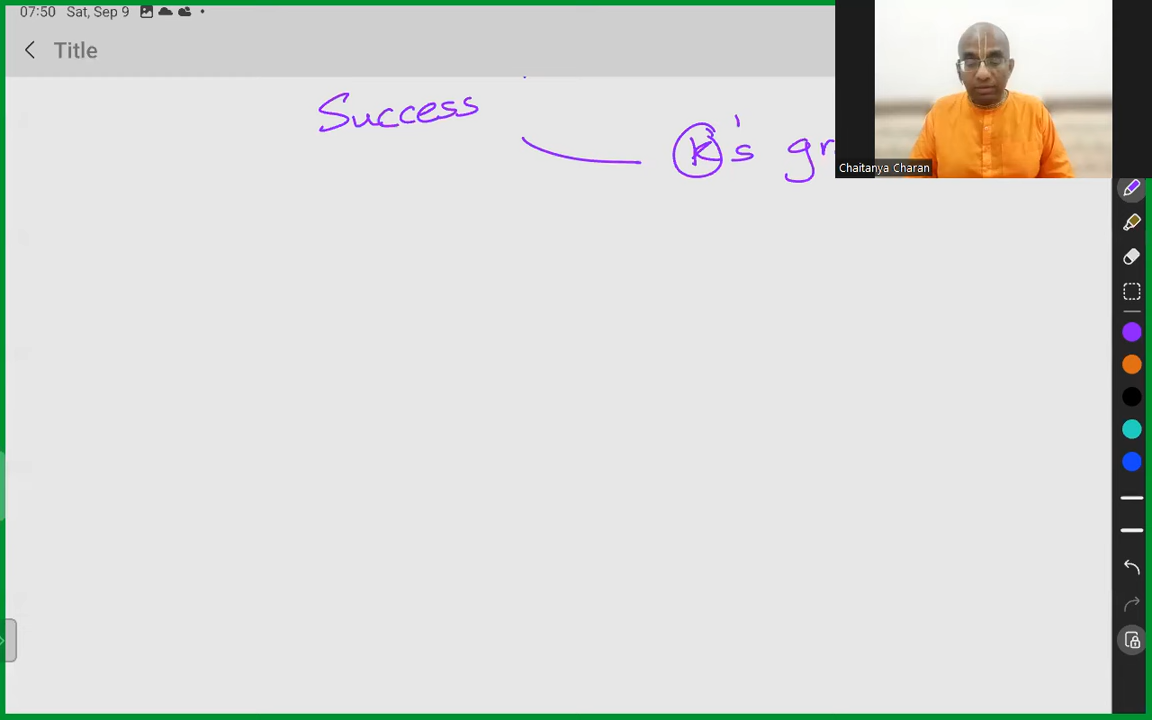 07:50 Sat, Sep 9
Title
Success
K's gr
Chaitanya Charan